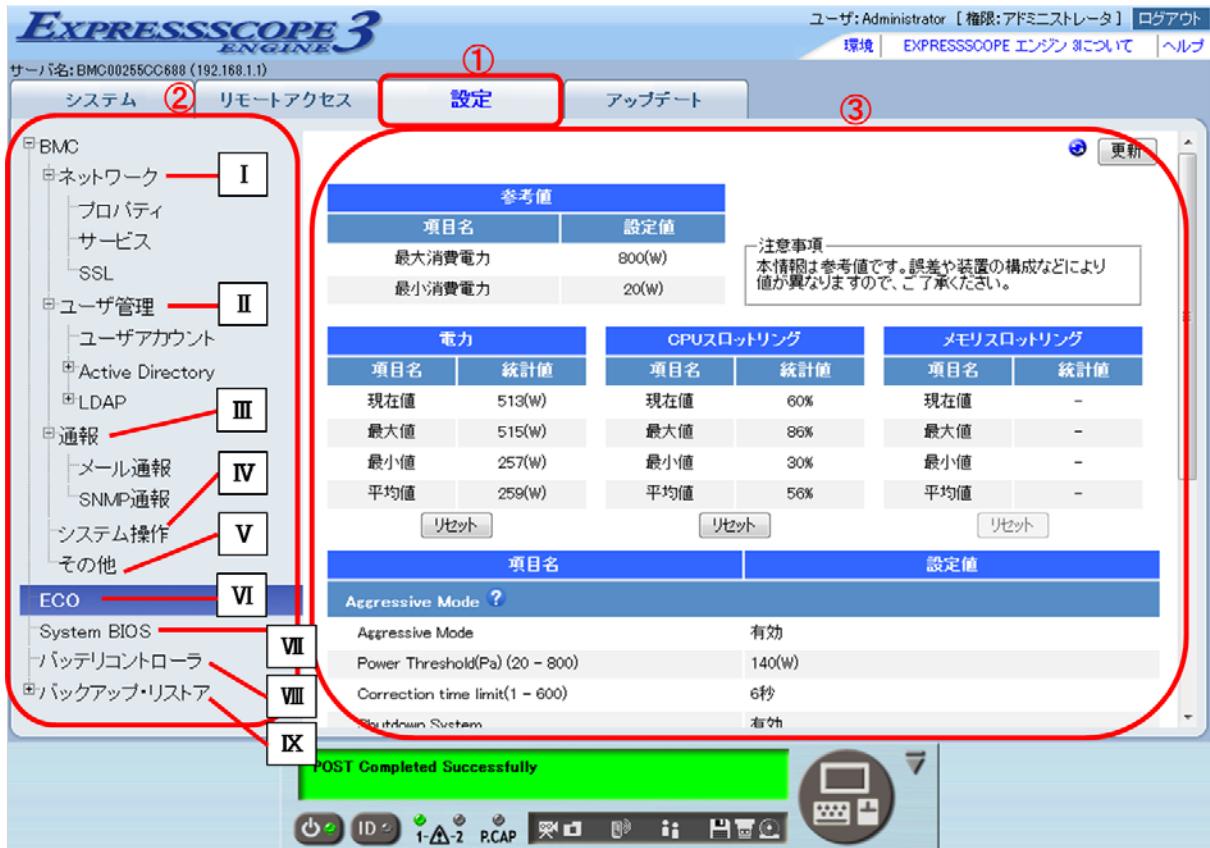 EXPRESSSCOPE
ENGINE 3
ユーザ: Administrator [ 権限: アドミニストレータ ] ログアウト
環境 EXPRESSSCOPE エンジン 3について ヘルプ
サーバ名: BMC00255CC688 (192.168.1.1)
①
システム リモートアクセス 設定 アップデート
②
③
BMC
ネットワーク
Ⅰ
プロパティ
サービス
SSL
ユーザ管理
Ⅱ
ユーザアカウント
Active Directory
LDAP
Ⅲ
通報
メール通報
Ⅳ
SNMP通報
システム操作
Ⅴ
その他
ECO
Ⅵ
System BIOS
Ⅶ
バッテリコントローラ
Ⅷ
バックアップ・リストア
Ⅸ
更新
参考値
項目名 設定値
最大消費電力 800(W)
最小消費電力 20(W)
注意事項
本情報は参考値です。誤差や装置の構成などにより
値が異なりますので、ご了承ください。
電力 CPUスロットリング メモリスロットリング
項目名 統計値 項目名 統計値 項目名 統計値
現在値 513(W) 現在値 60% 現在値 -
最大値 515(W) 最大値 86% 最大値 -
最小値 257(W) 最小値 30% 最小値 -
平均値 259(W) 平均値 56% 平均値 -
リセット リセット リセット
項目名 設定値
Aggressive Mode ?
Aggressive Mode 有効
Power Threshold(Pa) (20 - 800) 140(W)
Correction time limit(1 - 600) 6秒
Shutdown System 有効
POST Completed Successfully
ID
1-⚠-2 P.CAP